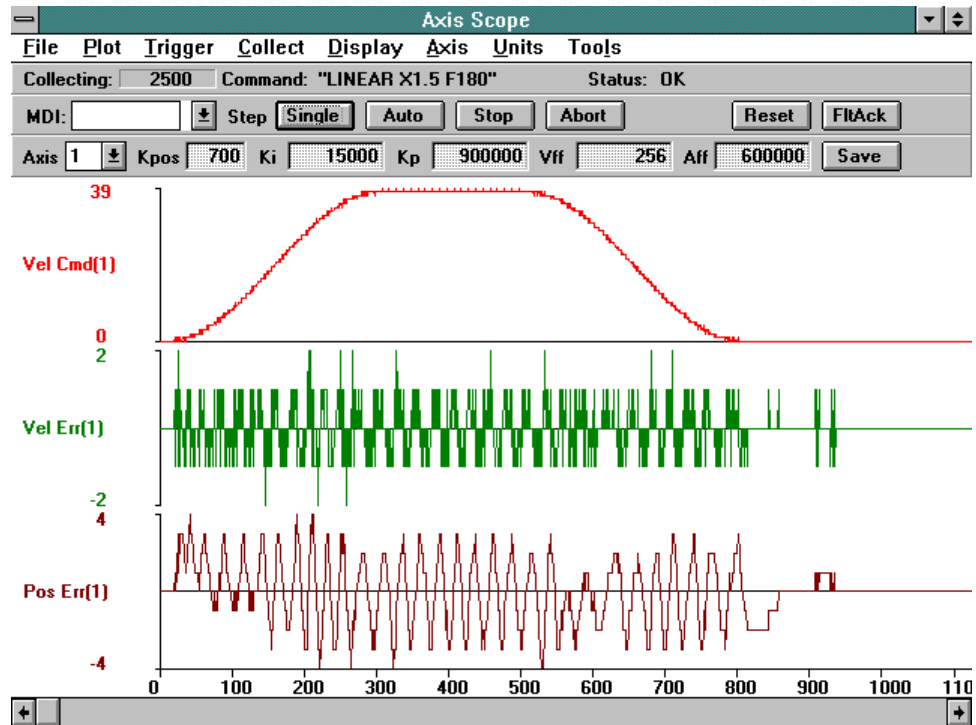 Axis Scope
File Plot Trigger Collect Display Axis Units Tools
Collecting: 2500 Command: "LINEAR X1.5 F180" Status: OK
MDI: Step Single Auto Stop Abort Reset FltAck
Axis 1 Kpos 700 Ki 15000 Kp 900000 Vff 256 Aff 600000 Save
39
Vel Cmd(1)
0
2
Vel Err(1)
-2
4
Pos Err(1)
-4
0 100 200 300 400 500 600 700 800 900 1000 110